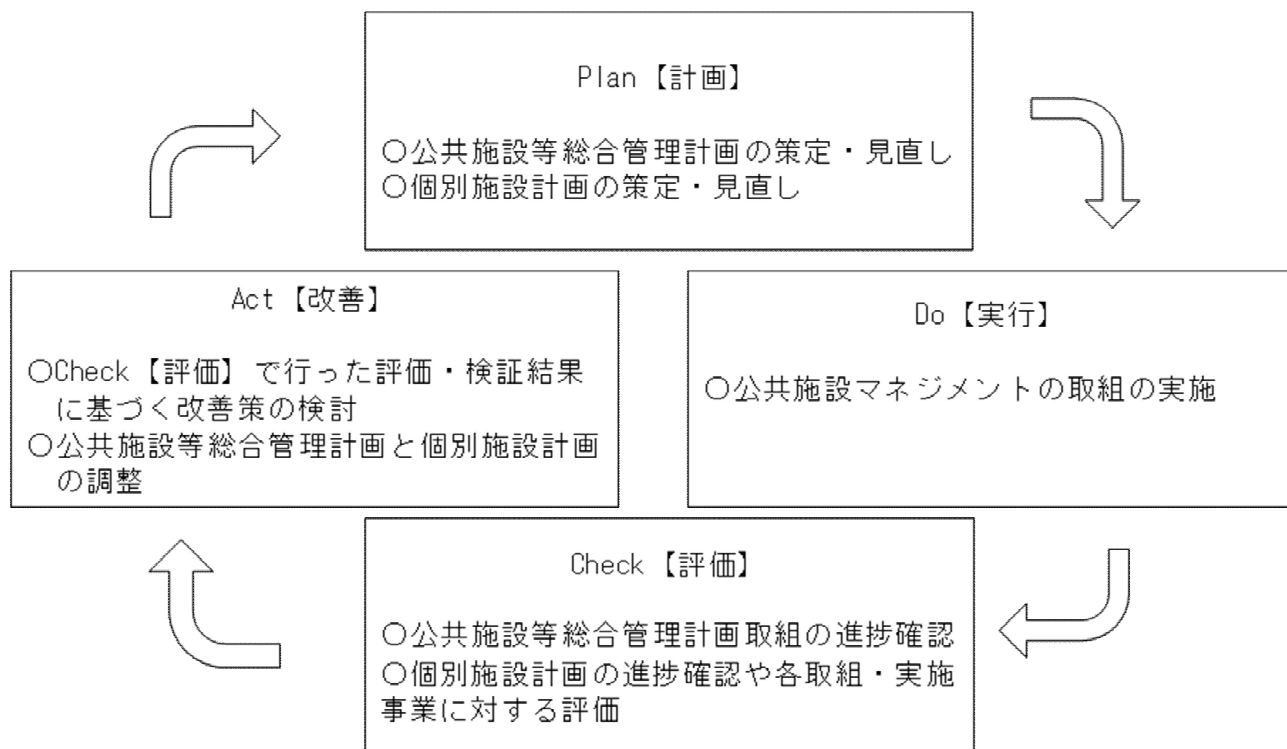 Plan【計画】
○公共施設等総合管理計画の策定・見直し
○個別施設計画の策定・見直し
Act【改善】
○Check【評価】で行った評価・検証結果
に基づく改善策の検討
○公共施設等総合管理計画と個別施設計画
の調整
Do【実行】
○公共施設マネジメントの取組の実施
Check【評価】
○公共施設等総合管理計画取組の進捗確認
○個別施設計画の進捗確認や各取組・実施
事業に対する評価